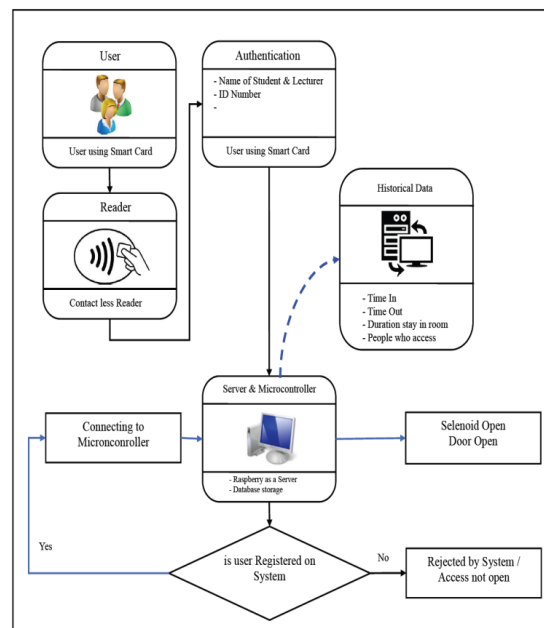 User
User using Smart Card
Reader
Contact less Reader
Authentication
- Name of Student & Lecturer
- ID Number
-
User using Smart Card
Historical Data
- Time In
- Time Out
- Duration stay in room
- People who access
Server & Microcontroller
- Raspberry as a Server
- Database storage
Connecting to
Micronconroller
Selenoid Open
Door Open
is user Registered on
System
Yes
No
Rejected by System /
Access not open